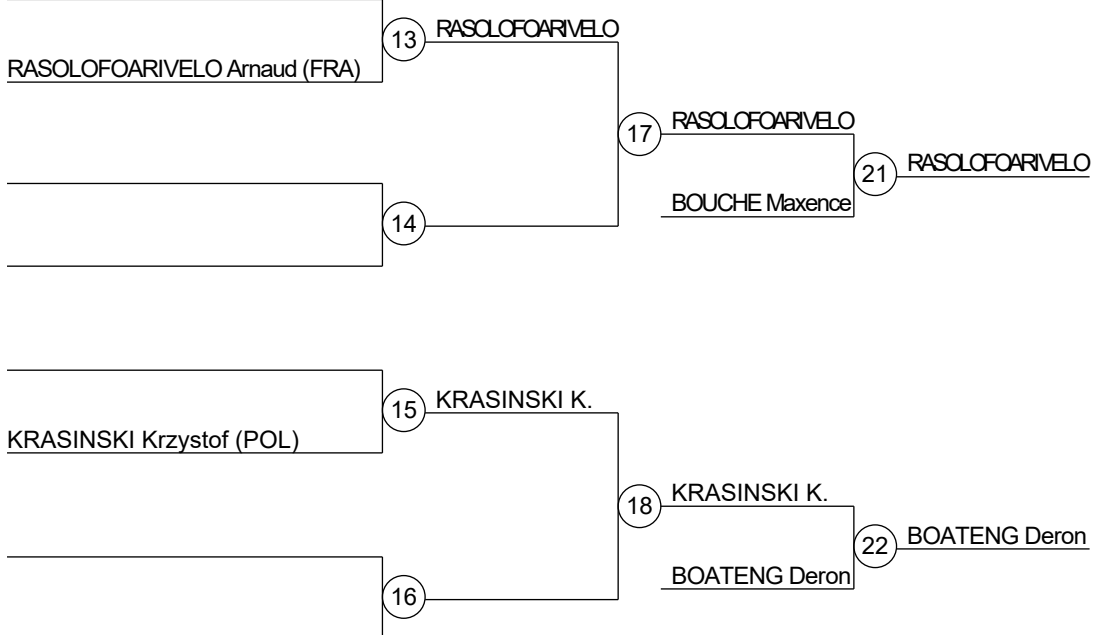 13 RASOLOFOARIVELO
RASOLOFOARIVELO Arnaud (FRA)
17 RASOLOFOARIVELO
21 RASOLOFOARIVELO
BOUCHE Maxence
14
15 KRASINSKI K.
KRASINSKI Krzystof (POL)
18 KRASINSKI K.
22 BOATENG Deron
BOATENG Deron
16